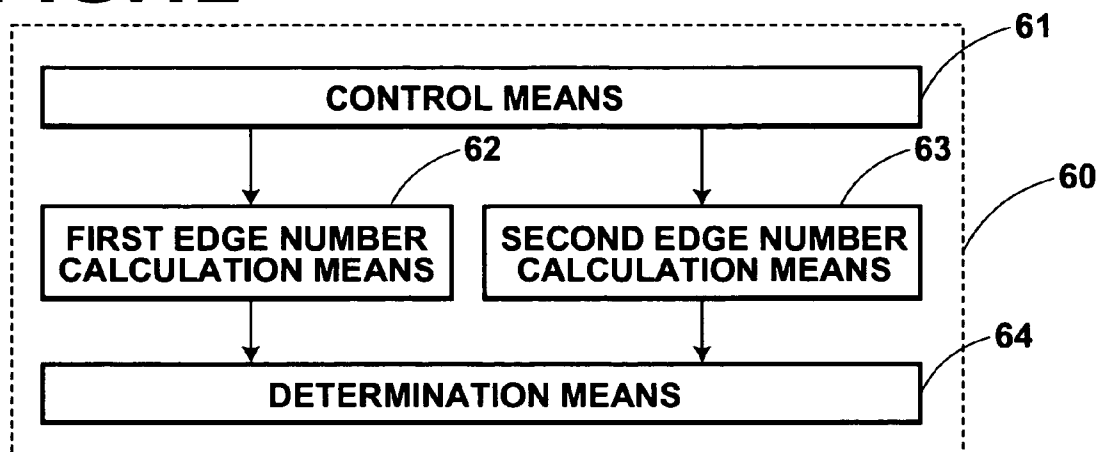 61
CONTROL MEANS
62
63
60
FIRST EDGE NUMBER
CALCULATION MEANS
SECOND EDGE NUMBER
CALCULATION MEANS
64
DETERMINATION MEANS